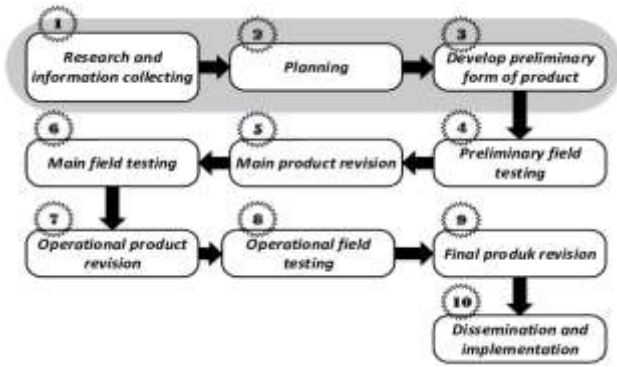 1
Research and
information collecting
2
Planning
3
Develop preliminary
form of product
4
Preliminary field
testing
5
Main product revision
6
Main field testing
7
Operational product
revision
8
Operational field
testing
9
Final produk revision
10
Dissemination and
implementation